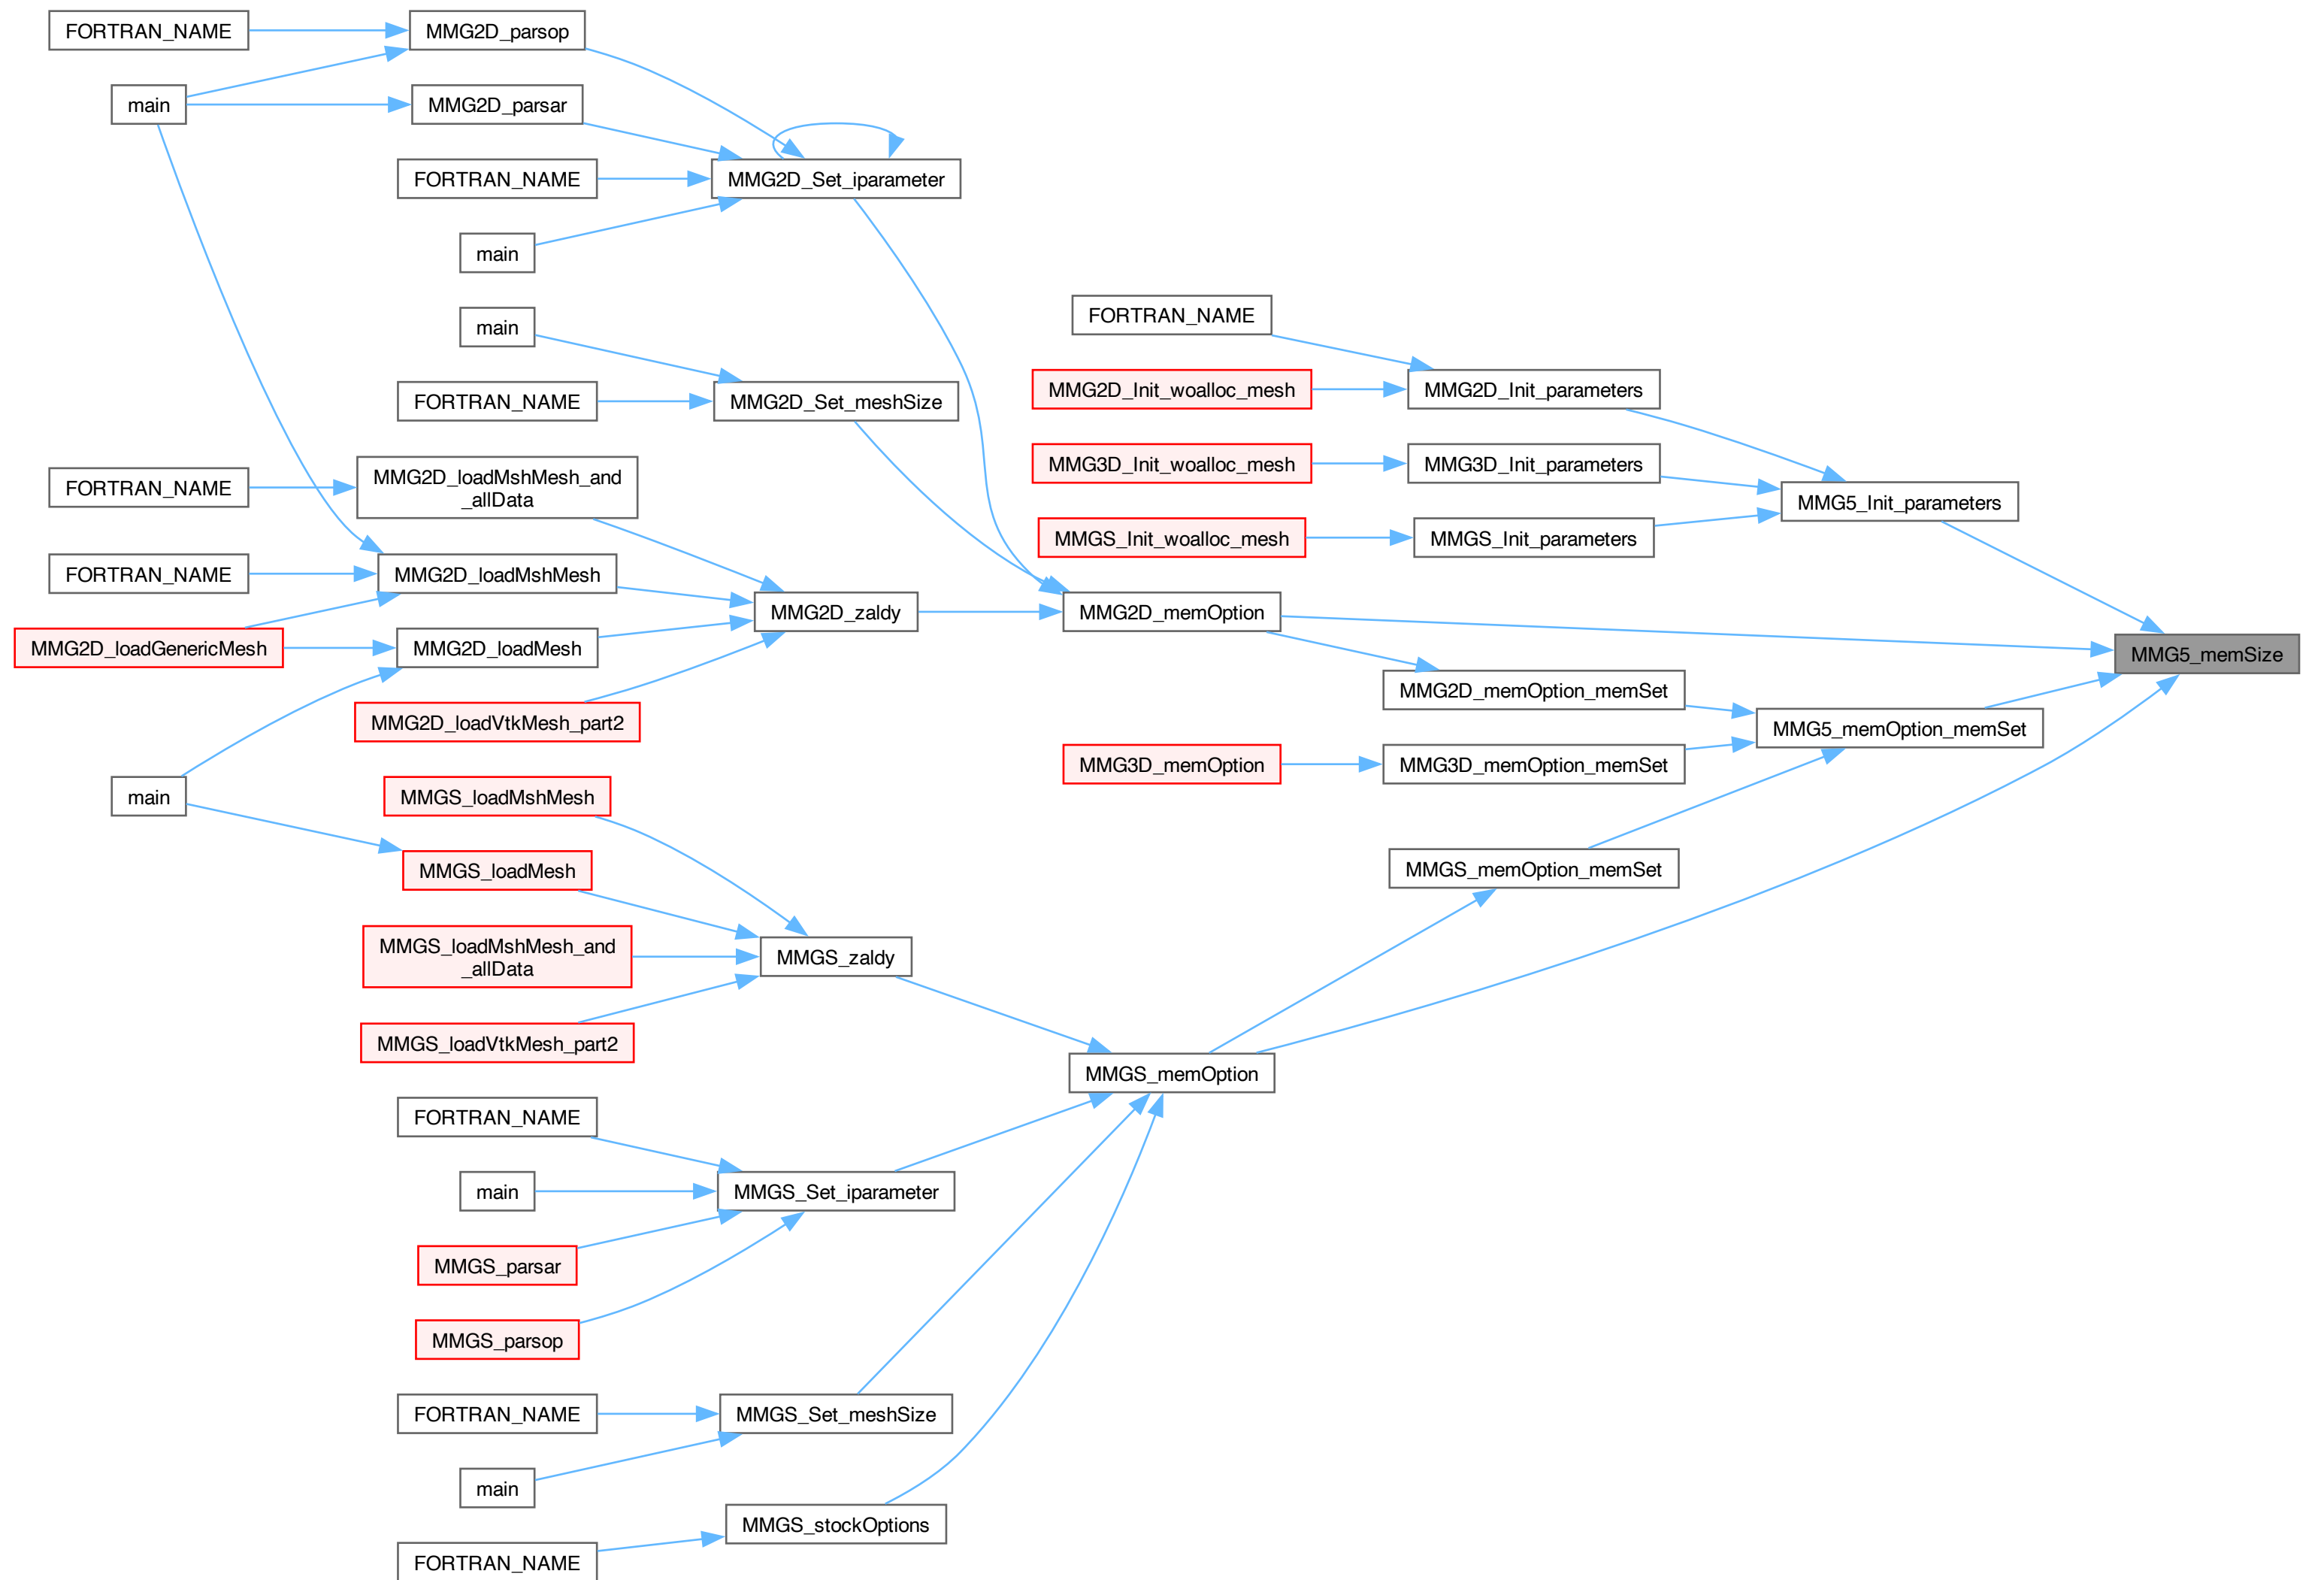 FORTRAN_NAME
MMG2D_parsop
main
MMG2D_parsar
FORTRAN_NAME
MMG2D_Set_iparameter
main
main
FORTRAN_NAME
MMG2D_Set_meshSize
FORTRAN_NAME
MMG2D_Init_woalloc_mesh
MMG2D_Init_parameters
MMG3D_Init_woalloc_mesh
MMG3D_Init_parameters
MMG5_Init_parameters
MMGS_Init_woalloc_mesh
MMGS_Init_parameters
FORTRAN_NAME
MMG2D_loadMshMesh_and
_allData
FORTRAN_NAME
MMG2D_loadMshMesh
MMG2D_zaldy
MMG2D_memOption
MMG2D_loadGenericMesh
MMG2D_loadMesh
MMG5_memSize
MMG2D_memOption_memSet
MMG2D_loadVtkMesh_part2
MMG5_memOption_memSet
MMG3D_memOption
MMG3D_memOption_memSet
main
MMGS_loadMshMesh
MMGS_loadMesh
MMGS_memOption_memSet
MMGS_loadMshMesh_and
_allData
MMGS_zaldy
MMGS_loadVtkMesh_part2
MMGS_memOption
FORTRAN_NAME
main
MMGS_Set_iparameter
MMGS_parsar
MMGS_parsop
FORTRAN_NAME
MMGS_Set_meshSize
main
MMGS_stockOptions
FORTRAN_NAME